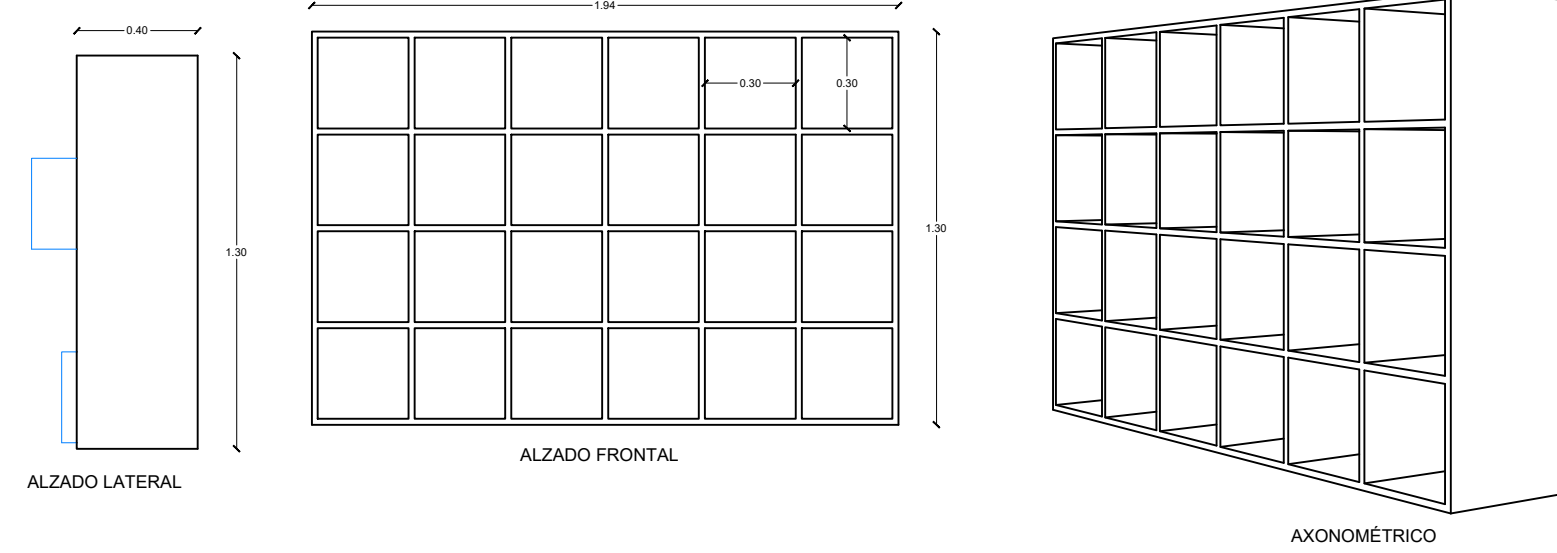 1.94
0.40
0.30
0.30
1.30
1.30
ALZADO FRONTAL
ALZADO LATERAL
AXONOMÉTRICO